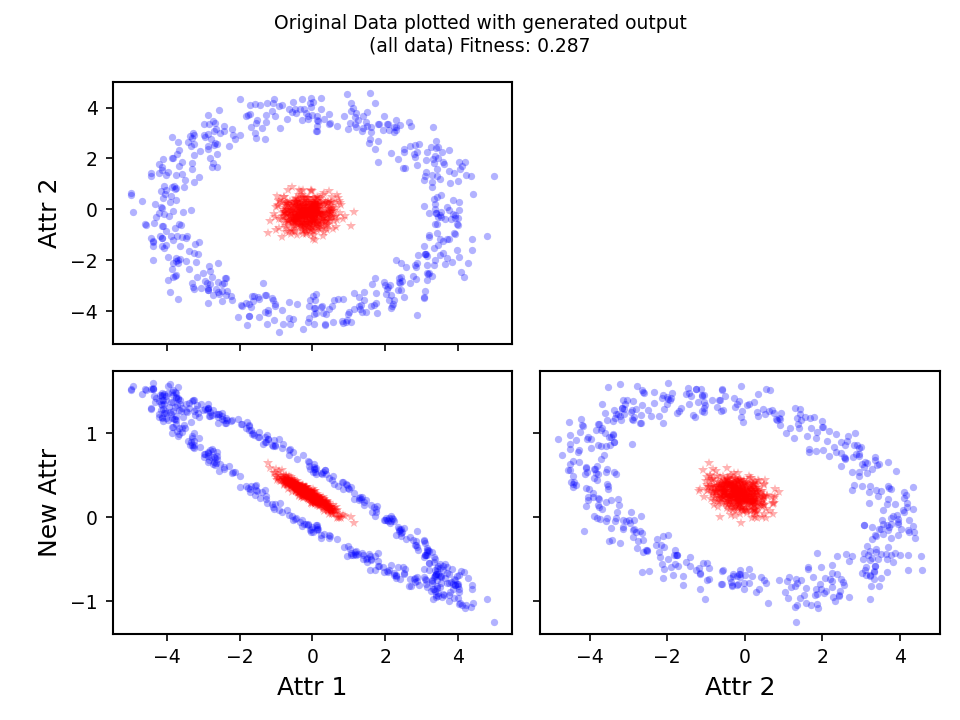 Original Data plotted with generated output
(all data) Fitness: 0.287
4
2
0
−2
−4
Attr 2
1
0
−1
New Attr
−4 −2 0 2 4
Attr 1
−4 −2 0 2 4
Attr 2